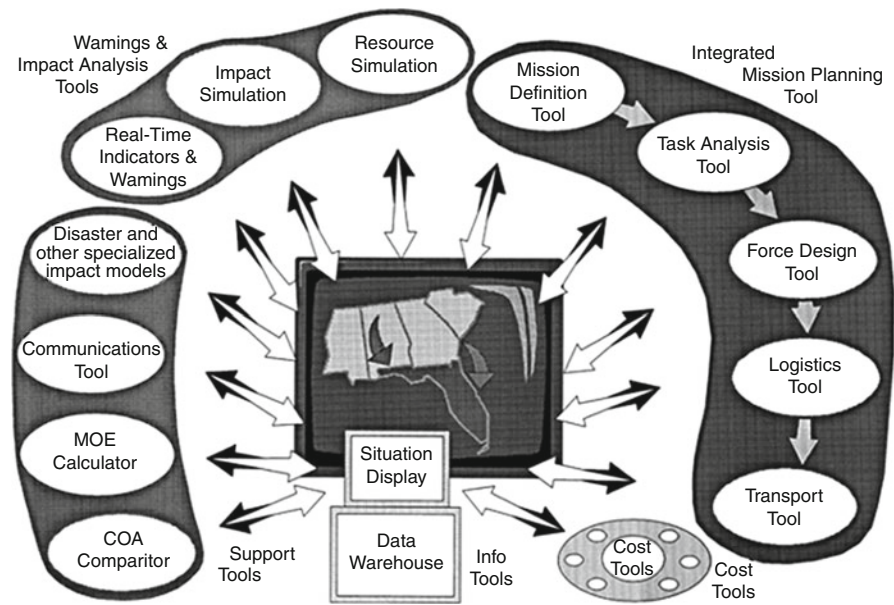 Warnings &
Impact Analysis
Tools
Resource
Simulation
Impact
Simulation
Real-Time
Indicators &
Wamings
Integrated
Mission Planning
Tool
Mission
Definition
Tool
Task Analysis
Tool
Force Design
Tool
Logistics
Tool
Transport
Tool
Disaster and
other specialized
impact models
Communications
Tool
MOE
Calculator
COA
Comparitor
Support
Tools
Situation
Display
Data
Warehouse
Info
Tools
Cost
Tools
Cost
Tools